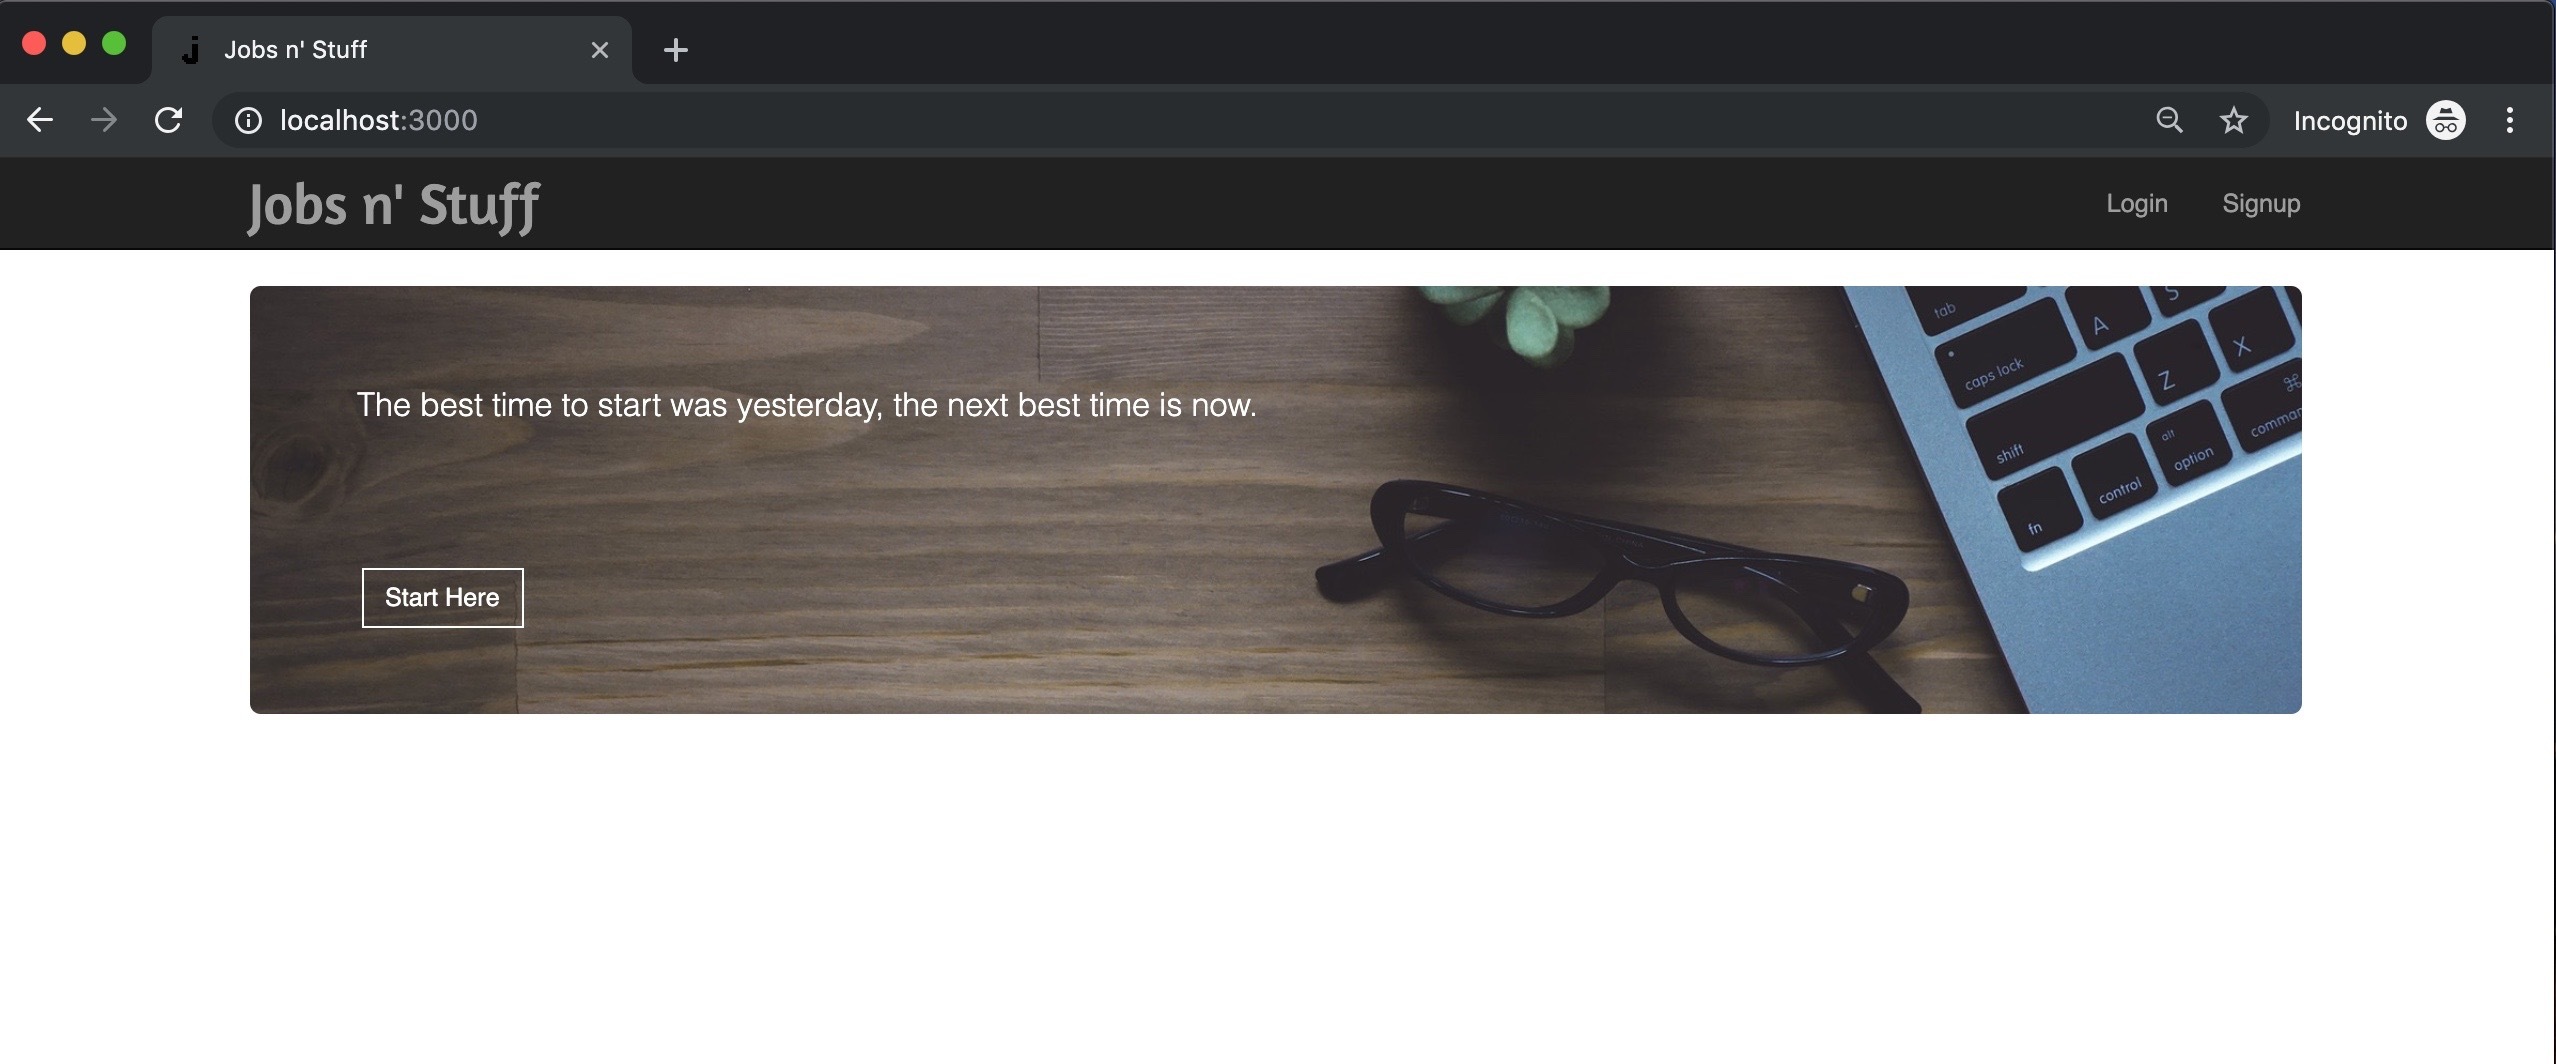 Jobs n' Stuff
localhost:3000
Incognito
Jobs n' Stuff
Login
Signup
The best time to start was yesterday, the next best time is now.
Start Here
tab
A
S
caps lock
Z
X
shift
alt
⌘
fn
control
option
comman